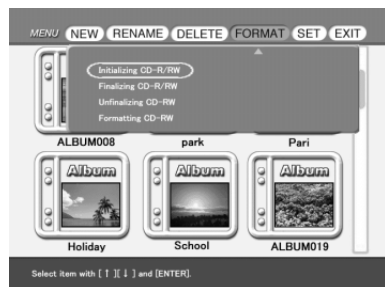 MENU NEW RENAME DELETE FORMAT SET EXIT
Initializing CD-R/RW
Finalizing CD-R/RW
Unfinalizing CD-RW
Formatting CD-RW
ALBUM008 park Pari
Album Album Album
Holiday School ALBUM019
Select item with [ ↑ ][ ↓ ] and [ENTER].